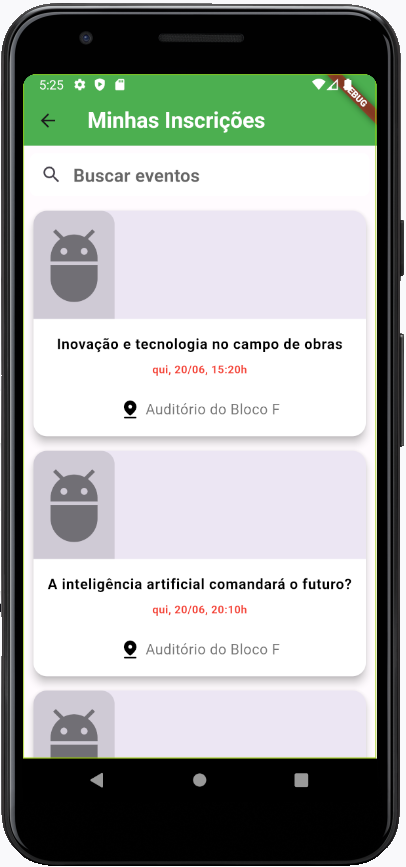 5:25
DEBUG
Minhas Inscrições
Buscar eventos
Inovação e tecnologia no campo de obras
qui, 20/06, 15:20h
Auditório do Bloco F
A inteligência artificial comandará o futuro?
qui, 20/06, 20:10h
Auditório do Bloco F